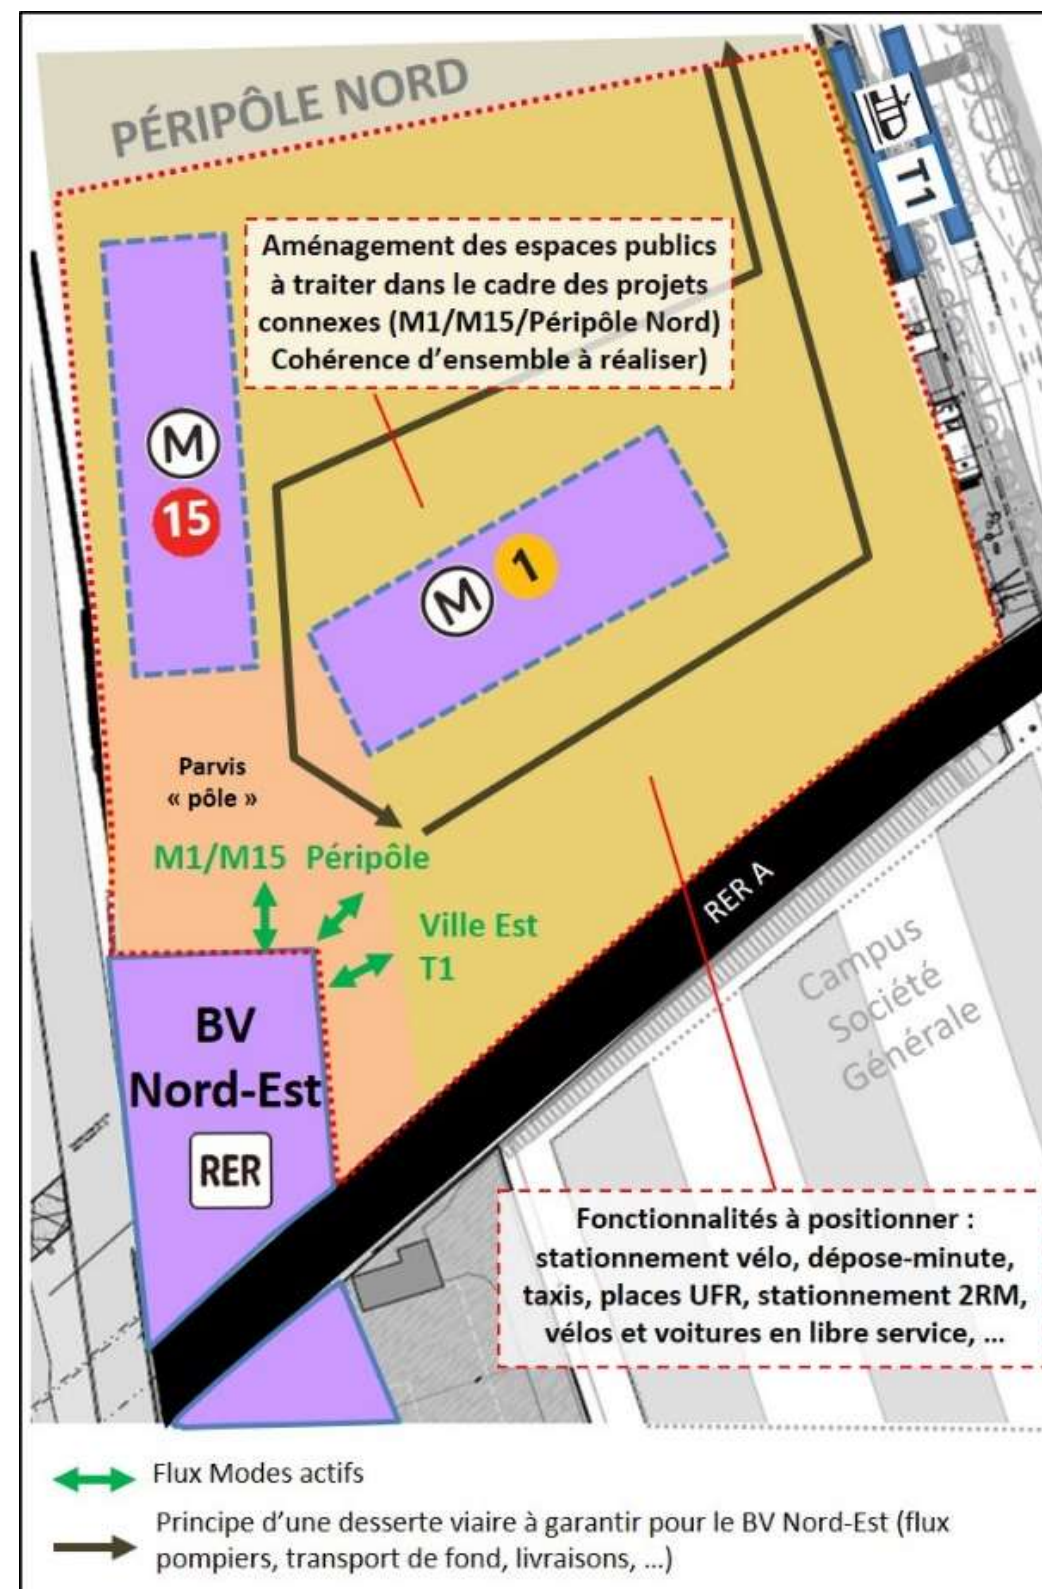 PÉRIPÔLE NORD
T1
Aménagement des espaces publics
à traiter dans le cadre des projets
connexes (M1/M15/Péripôle Nord)
Cohérence d'ensemble à réaliser)
M
15
M
1
Parvis
« pôle »
M1/M15 Péripôle
Ville Est
T1
RER A
Campus
Société
Générale
BV
Nord-Est
RER
Fonctionnalités à positionner :
stationnement vélo, dépose-minute,
taxis, places UFR, stationnement 2RM,
vélos et voitures en libre service, ...
Flux Modes actifs
Principe d'une desserte viaire à garantir pour le BV Nord-Est (flux
pompiers, transport de fond, livraisons, ...)